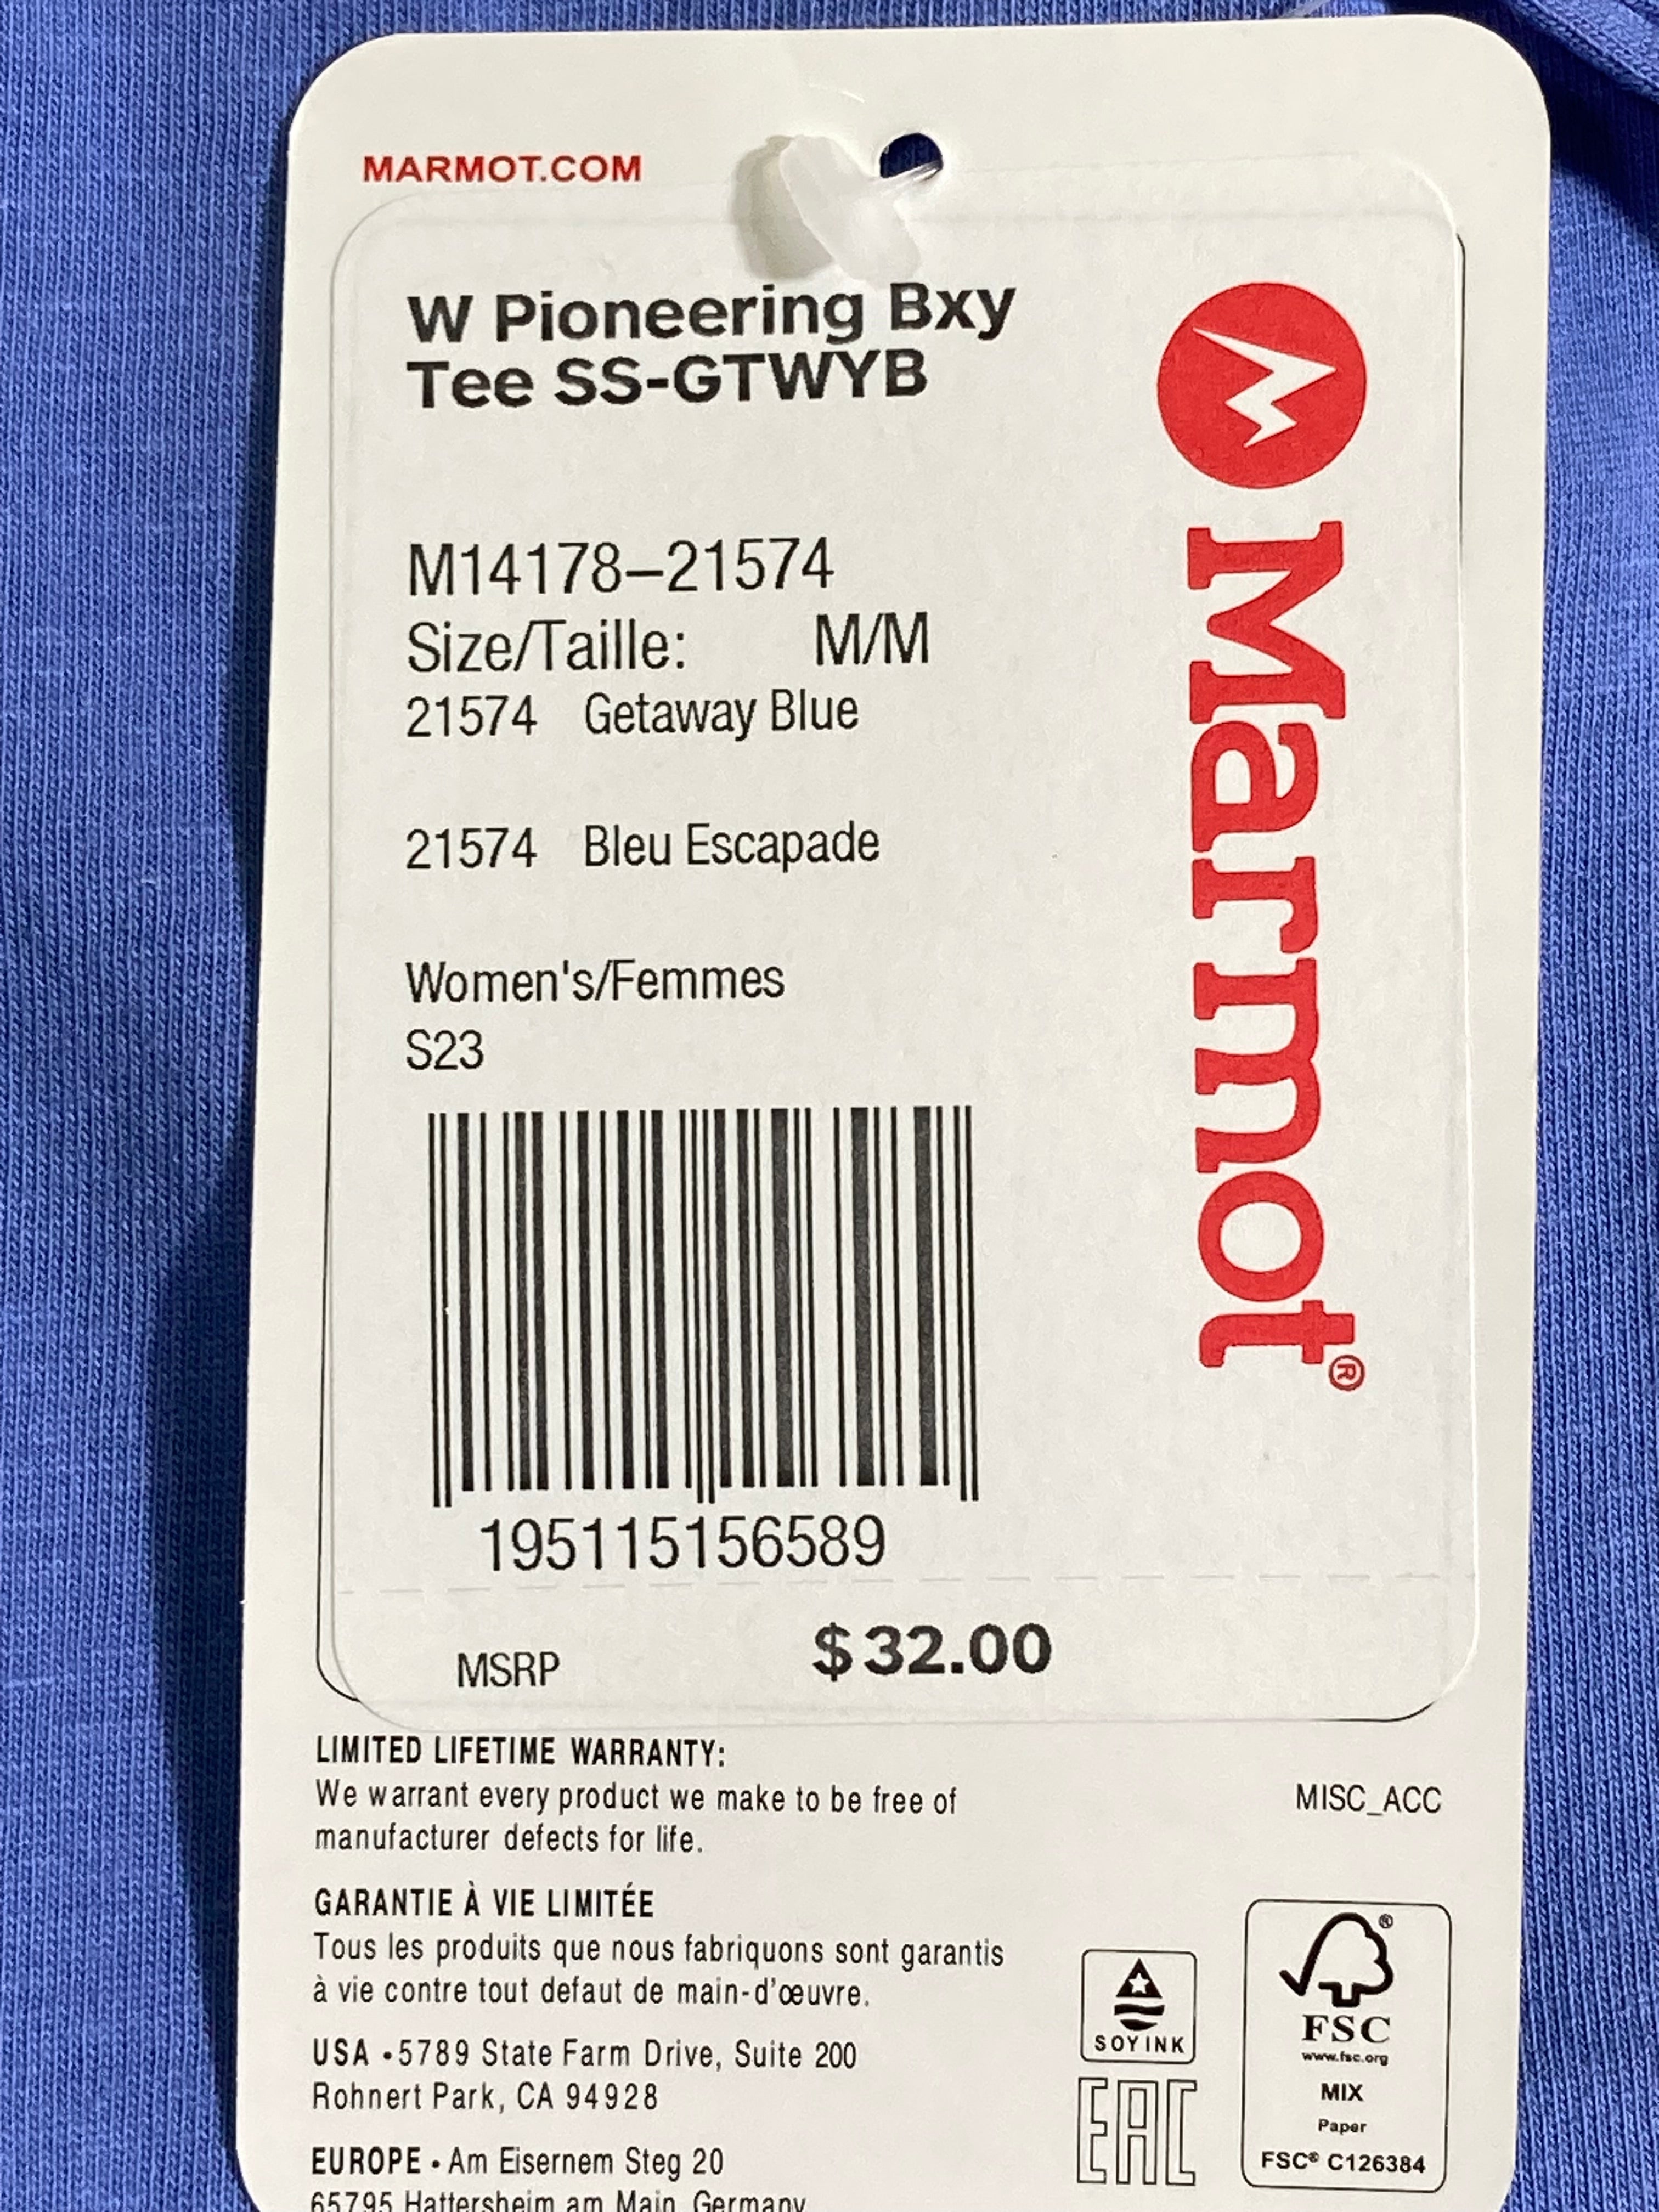 MARMOT.COM
W Pioneering Bxy
Tee SS-GTWYB
M14178–21574
Size/Taille: M/M
21574 Getaway Blue
21574 Bleu Escapade
Women's/Femmes
S23
195115156589
MSRP $32.00
Marmot®
LIMITED LIFETIME WARRANTY:
We warrant every product we make to be free of
manufacturer defects for life.
MISC_ACC
GARANTIE À VIE LIMITÉE
Tous les produits que nous fabriquons sont garantis
à vie contre tout defaut de main-d'œuvre.
USA • 5789 State Farm Drive, Suite 200
Rohnert Park, CA 94928
EUROPE • Am Eisernem Steg 20
65795 Hattersheim am Main, Germany
SOY INK
EAC
®
FSC
www.fsc.org
MIX
Paper
FSC® C126384